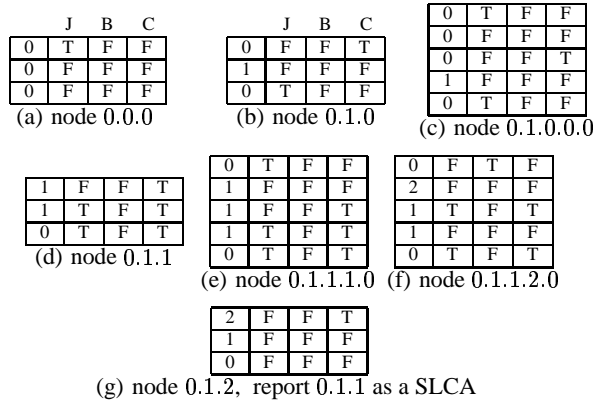 J B C
0 T F F
0 F F F
0 F F F
(a) node 0.0.0
J B C
0 F F T
1 F F F
0 T F F
(b) node 0.1.0
0 T F F
0 F F F
0 F F T
1 F F F
0 T F F
(c) node 0.1.0.0.0
1 F F T
1 T F T
0 T F T
(d) node 0.1.1
0 T F F
1 F F F
1 F F T
1 T F T
0 T F T
(e) node 0.1.1.1.0
0 F T F
2 F F F
1 T F T
1 F F F
0 T F T
(f) node 0.1.1.2.0
2 F F T
1 F F F
0 F F F
(g) node 0.1.2, report 0.1.1 as a SLCA